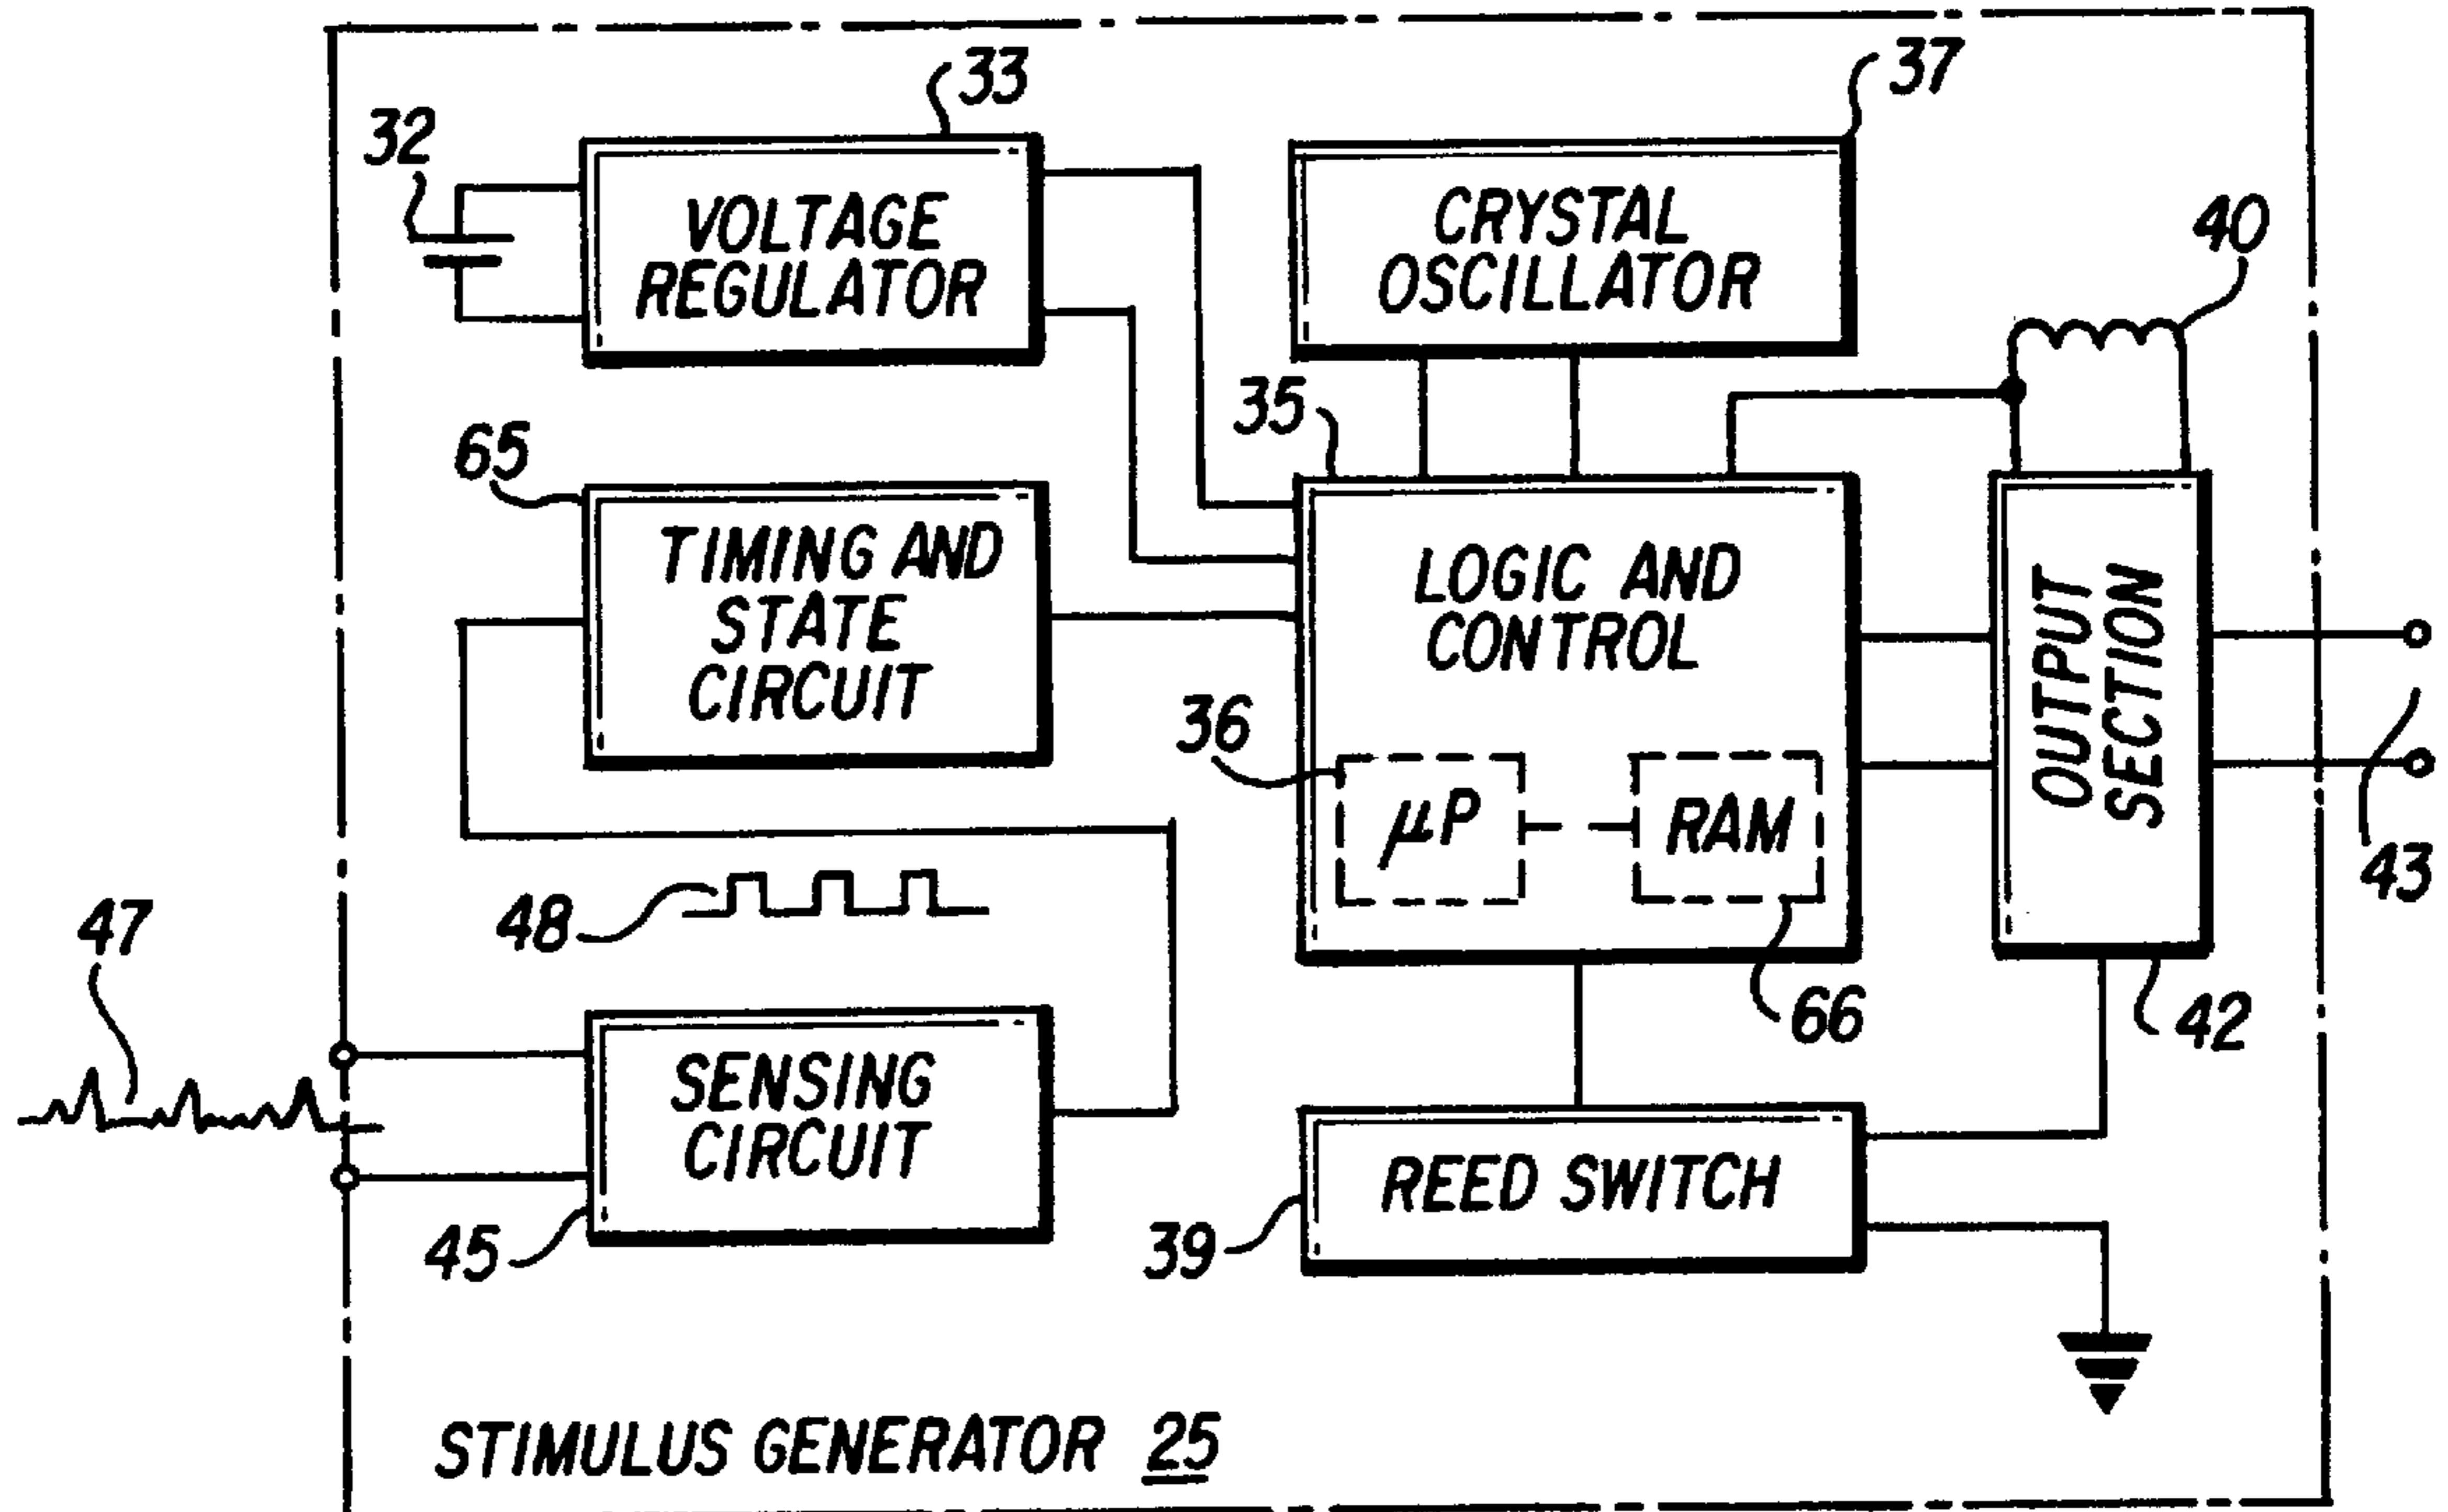 33
37
32
VOLTAGE
REGULATOR
CRYSTAL
OSCILLATOR
40
35
65
TIMING AND
STATE
CIRCUIT
LOGIC AND
CONTROL
OUTPUT
SECTION
36
μP
RAM
43
48
47
66
42
SENSING
CIRCUIT
REED SWITCH
45
39
STIMULUS GENERATOR 25